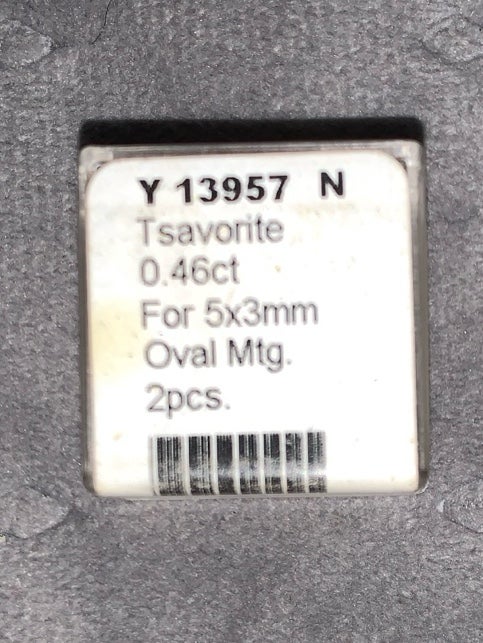 Y 13957 N
Tsavorite
0.46ct
For 5x3mm
Oval Mtg.
2pcs.